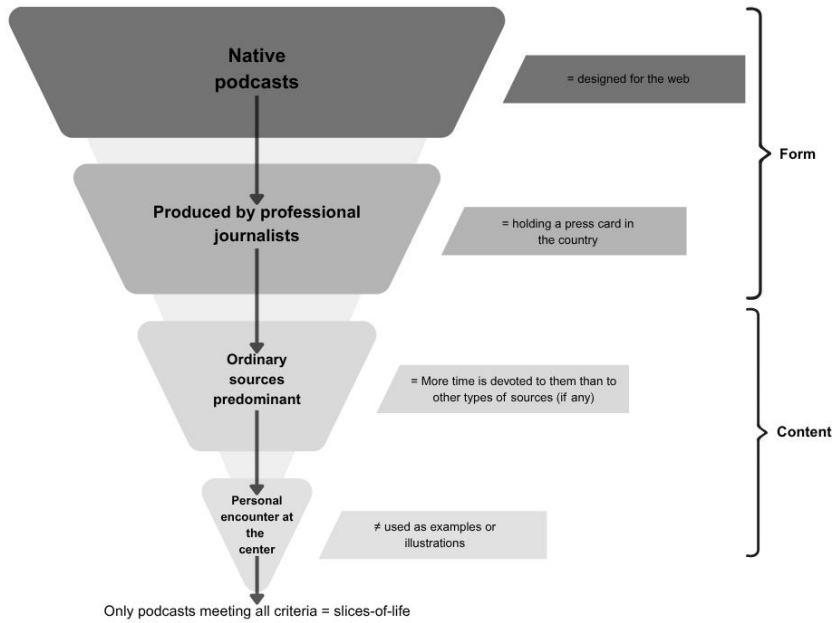 Native
podcasts
= designed for the web
Form
Produced by professional
journalists
= holding a press card in
the country
Ordinary
sources
predominant
= More time is devoted to them than to
other types of sources (if any)
Content
Personal
encounter at
the
center
≠ used as examples or
illustrations
Only podcasts meeting all criteria = slices-of-life